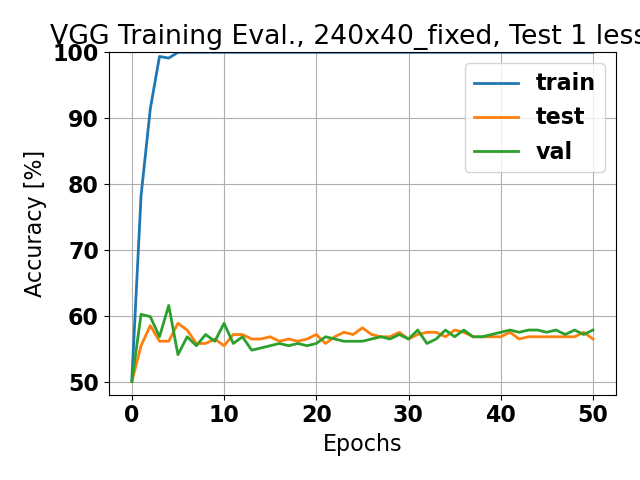 VGG Training Eval., 240x40_fixed, Test 1 less
100
90
80
70
60
50
Accuracy [%]
train
test
val
0 10 20 30 40 50
Epochs